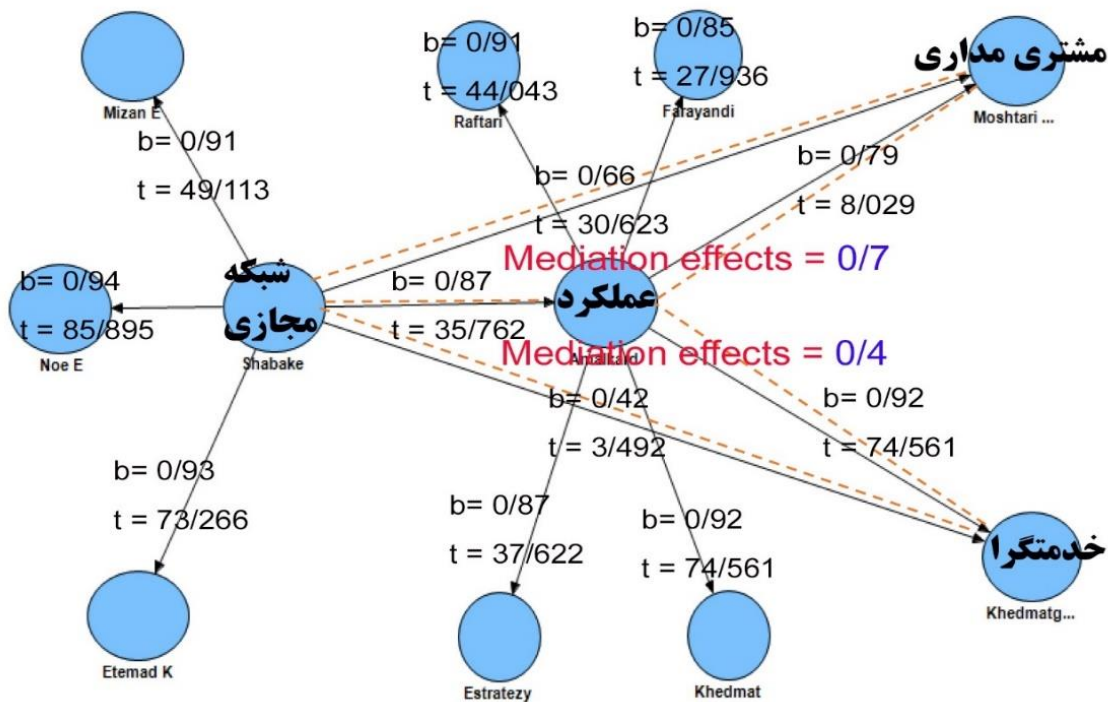 b= 0/91
t = 44/043
Raftari
b= 0/85
t = 27/936
Farayandi
مشتری مداری
Moshtari ...
Mizan E
b= 0/91
t = 49/113
b= 0/66
t = 30/623
b= 0/79
t = 8/029
Mediation effects = 0/7
b= 0/94
t = 85/895
Noe E
شبکه
مجازی
Shabake
b= 0/87
t = 35/762
عملکرد
Amalkard
Mediation effects = 0/4
b= 0/42
t = 3/492
b= 0/92
t = 74/561
b= 0/93
t = 73/266
Etemad K
b= 0/87
t = 37/622
Estratezy
b= 0/92
t = 74/561
Khedmat
خدمتگرا
Khedmatg...